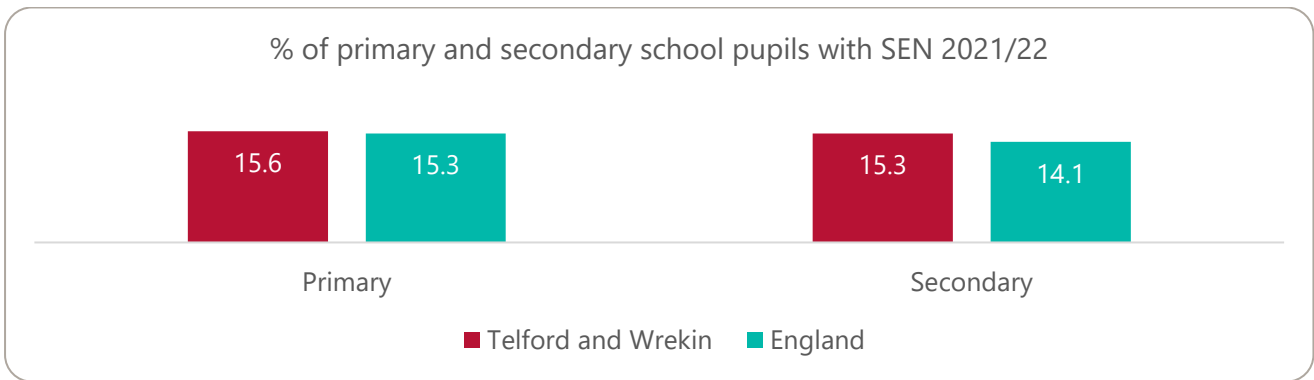 % of primary and secondary school pupils with SEN 2021/22
15.6
15.3
15.3
14.1
Primary
Secondary
Telford and Wrekin
England